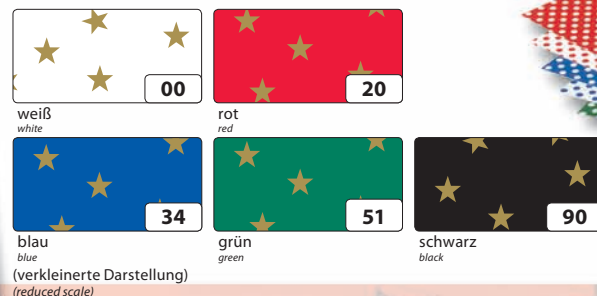 00
weiß
white
20
rot
red
34
blau
blue
51
grün
green
90
schwarz
black
(verkleinerte Darstellung)
(reduced scale)